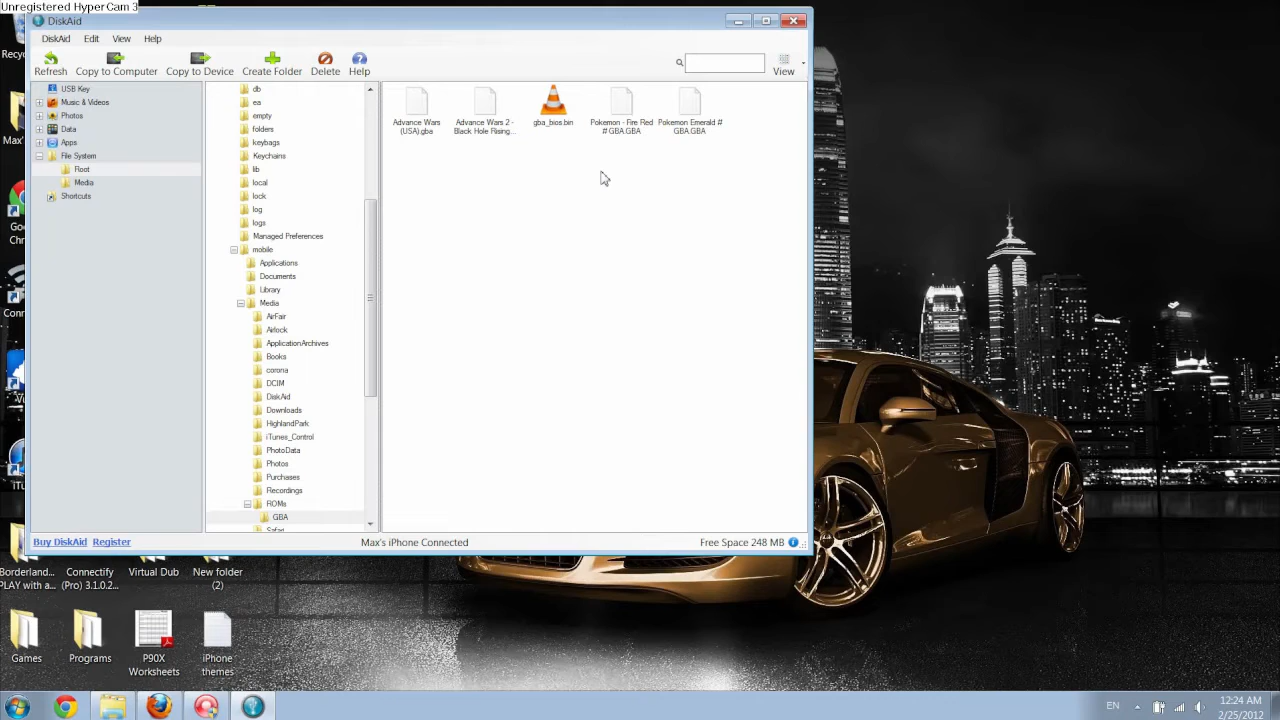 Unregistered HyperCam 3
DiskAid
DiskAid Edit View Help
Refresh Copy to Computer Copy to Device Create Folder Delete Help View
USB Key
Music & Videos
Photos
Data
Apps
File System
Root
Media
Shortcuts
db
ea
empty
folders
keybags
Keychains
lib
local
lock
log
logs
Managed Preferences
mobile
Applications
Documents
Library
Media
AirFair
Airlock
ApplicationArchives
Books
corona
DCIM
DiskAid
Downloads
HighlandPark
iTunes_Control
PhotoData
Photos
Purchases
Recordings
ROMs
GBA
Safari
Advance Wars
(USA).gba
Advance Wars 2 -
Black Hole Rising...
gba_bios.bin
Pokemon - Fire Red
# GBA.GBA
Pokemon Emerald #
GBA.GBA
Buy DiskAid Register Max's iPhone Connected Free Space 248 MB
Borderland...
PLAY with a...
Connectify
(Pro) 3.1.0.2...
Virtual Dub
New folder
(2)
Games
Programs
P90X
Worksheets
iPhone
themes
EN
12:24 AM
2/25/2012